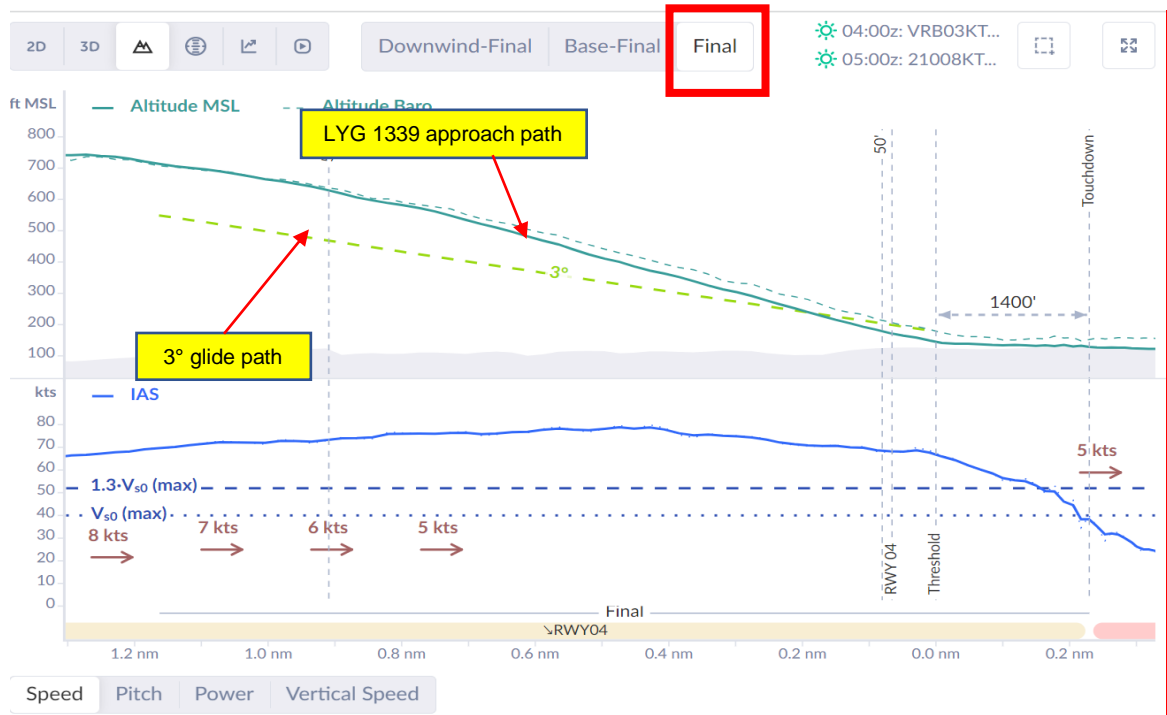 2D 3D Downwind-Final Base-Final Final
04:00z: VRB03KT...
05:00z: 21008KT...
ft MSL
Altitude MSL Altitude Baro
LYG 1339 approach path
800
700
600
500
400
300
200
100
3°
3° glide path
50'
Touchdown
1400'
kts
IAS
80
70
60
50
40
30
20
10
0
1.3·Vs0 (max)
Vs0 (max)
8 kts 7 kts 6 kts 5 kts
5 kts
RWY 04
Threshold
Final
↘RWY04
1.2 nm 1.0 nm 0.8 nm 0.6 nm 0.4 nm 0.2 nm 0.0 nm 0.2 nm
Speed Pitch Power Vertical Speed